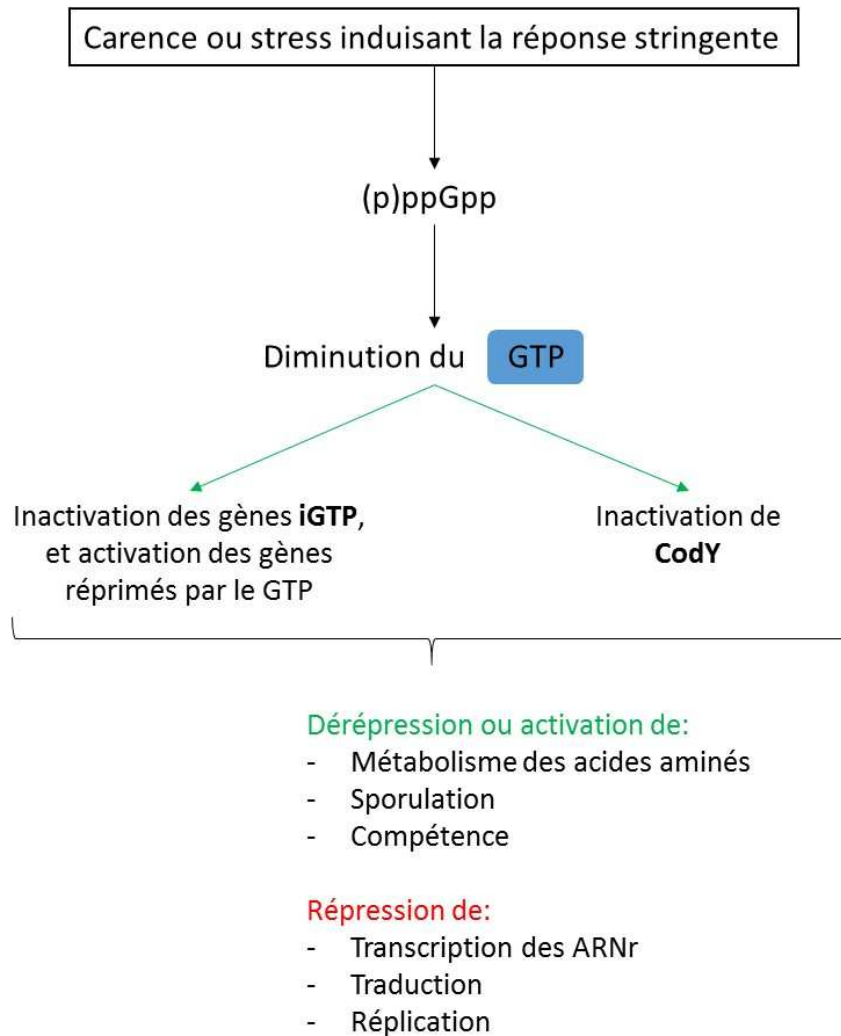 Carence ou stress induisant la réponse stringente
(p)ppGpp
Diminution du GTP
Inactivation des gènes iGTP,
et activation des gènes
réprimés par le GTP
Inactivation de
CodY
Dérépression ou activation de:
- Métabolisme des acides aminés
- Sporulation
- Compétence
Répression de:
- Transcription des ARNr
- Traduction
- Réplication